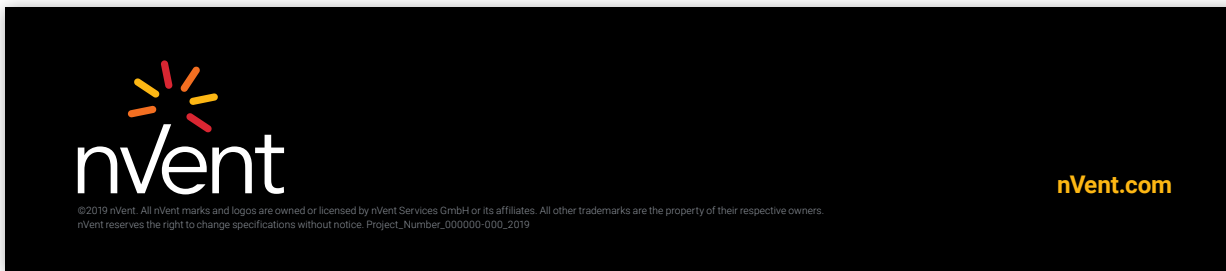 nVent
©2019 nVent. All nVent marks and logos are owned or licensed by nVent Services GmbH or its affiliates. All other trademarks are the property of their respective owners.
nVent reserves the right to change specifications without notice. Project_Number_000000-000_2019
nVent.com